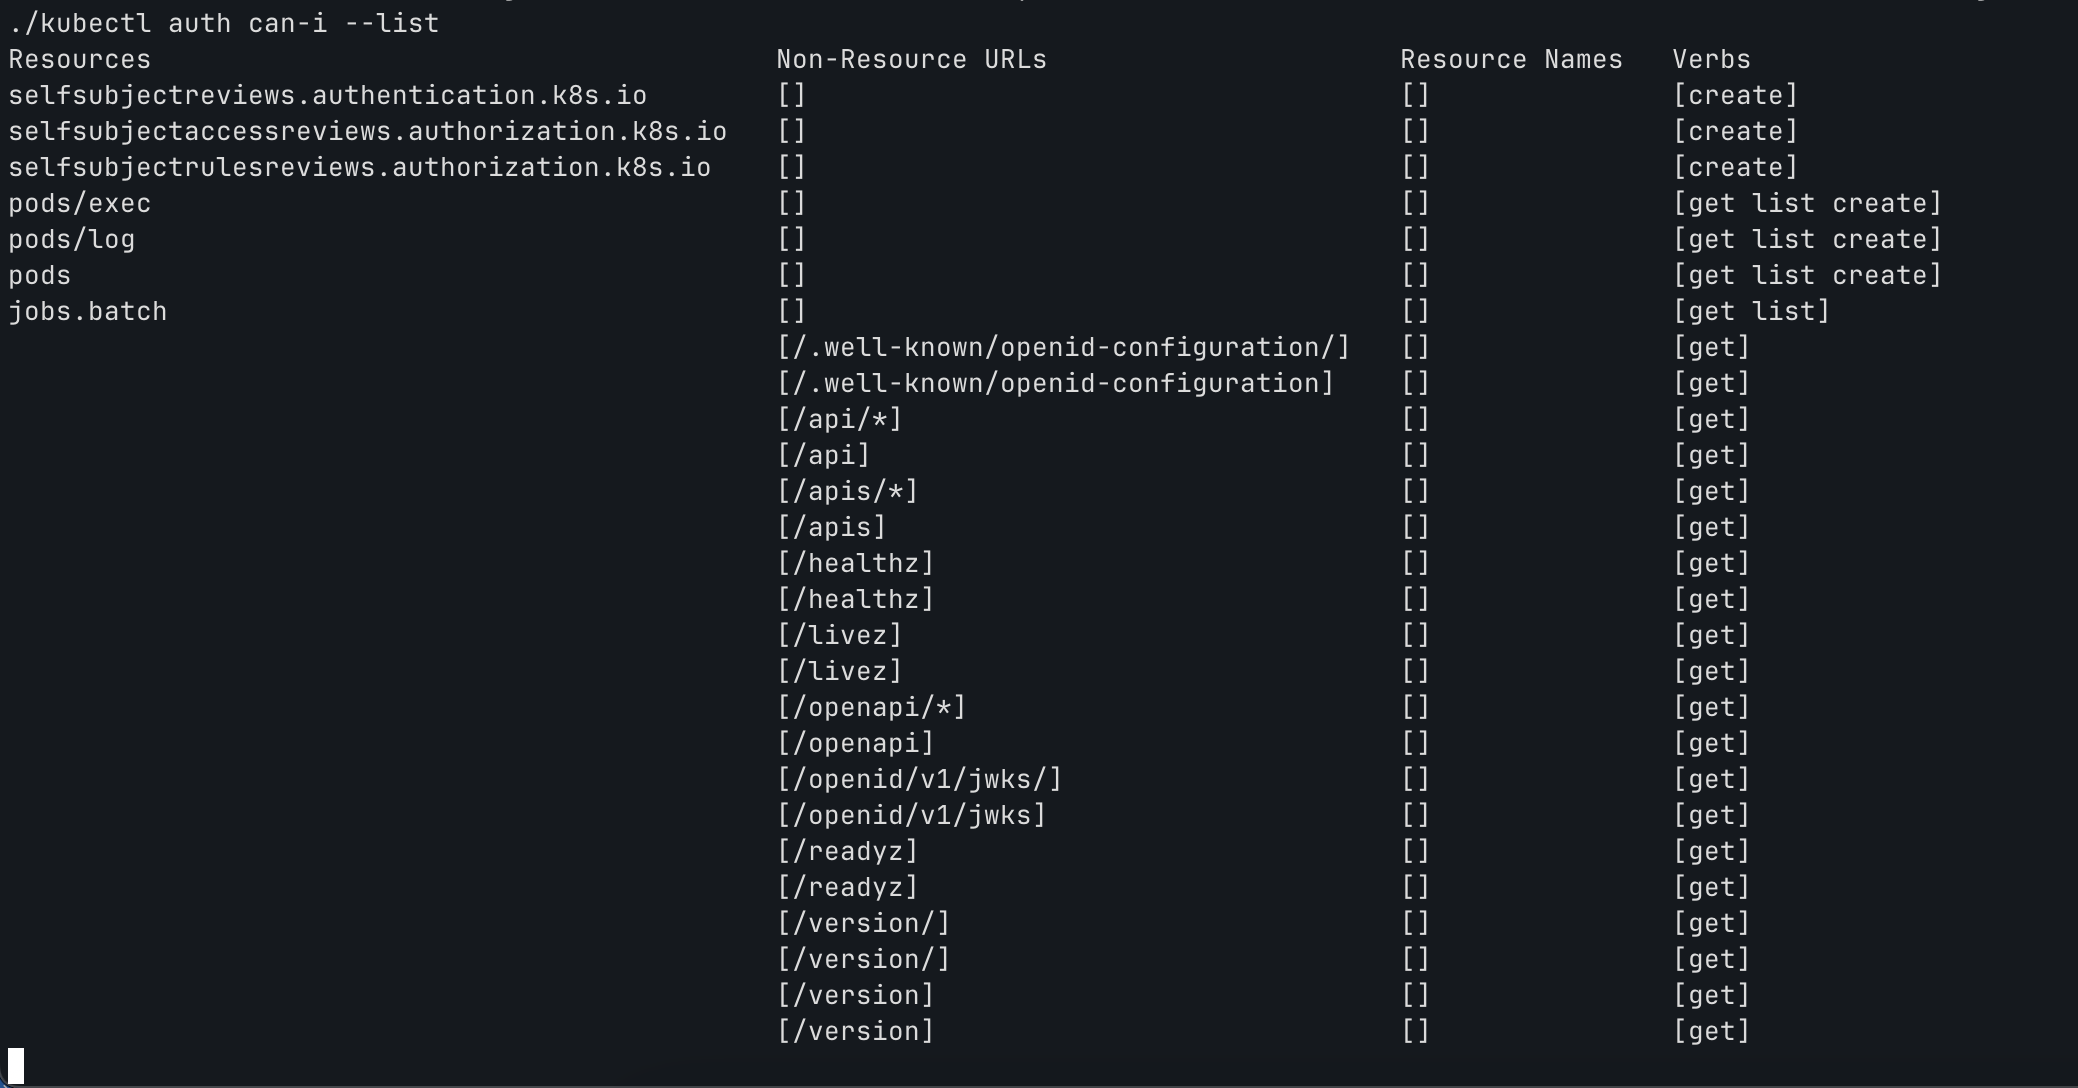 ./kubectl auth can-i --list
Resources Non-Resource URLs Resource Names Verbs
selfsubjectreviews.authentication.k8s.io [] [] [create]
selfsubjectaccessreviews.authorization.k8s.io [] [] [create]
selfsubjectrulesreviews.authorization.k8s.io [] [] [create]
pods/exec [] [] [get list create]
pods/log [] [] [get list create]
pods [] [] [get list create]
jobs.batch [] [] [get list]
[/.well-known/openid-configuration/] [] [get]
[/.well-known/openid-configuration] [] [get]
[/api/*] [] [get]
[/api] [] [get]
[/apis/*] [] [get]
[/apis] [] [get]
[/healthz] [] [get]
[/healthz] [] [get]
[/livez] [] [get]
[/livez] [] [get]
[/openapi/*] [] [get]
[/openapi] [] [get]
[/openid/v1/jwks/] [] [get]
[/openid/v1/jwks] [] [get]
[/readyz] [] [get]
[/readyz] [] [get]
[/version/] [] [get]
[/version/] [] [get]
[/version] [] [get]
[/version] [] [get]